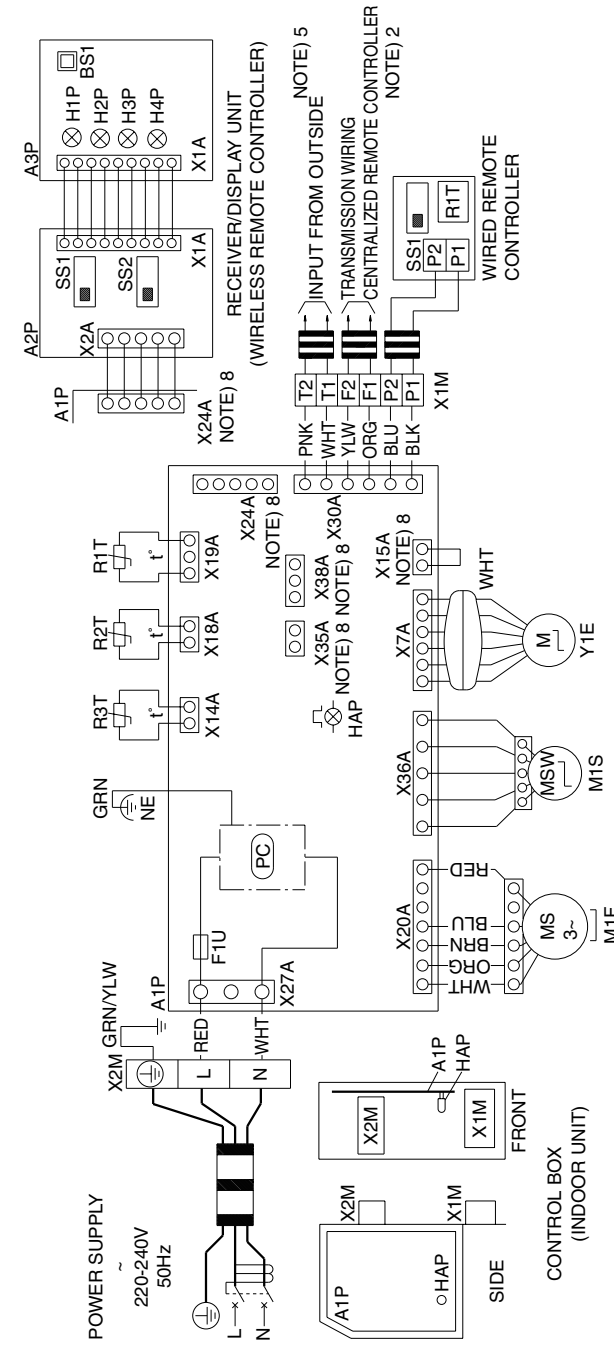 POWER SUPPLY
~
220-240V
50Hz
L
N
X2M
L
N
GRN/YLW
A1P
RED
WHT
X27A
F1U
PC
GRN
NE
R3T
t°
X14A
R2T
t°
X18A
R1T
t°
X19A
HAP
X35A
NOTE) 8
X38A
NOTE) 8
X24A
NOTE) 8
X30A
X15A
NOTE) 8
X20A
WHT
ORG
BRN
BLU
RED
MS
3~
M1F
X36A
MSW
M1S
X7A
WHT
M
Y1E
PNK
WHT
YLW
ORG
BLU
BLK
T2
T1
F2
F1
P2
P1
X1M
INPUT FROM OUTSIDE
NOTE) 5
TRANSMISSION WIRING
CENTRALIZED REMOTE CONTROLLER
NOTE) 2
SS1
P2
P1
R1T
WIRED REMOTE
CONTROLLER
A1P
X24A
NOTE) 8
A2P
X2A
SS1
SS2
X1A
A3P
X1A
H1P
H2P
H3P
H4P
BS1
RECEIVER/DISPLAY UNIT
(WIRELESS REMOTE CONTROLLER)
A1P
HAP
X2M
X1M
SIDE
X2M
X1M
A1P
HAP
FRONT
CONTROL BOX
(INDOOR UNIT)